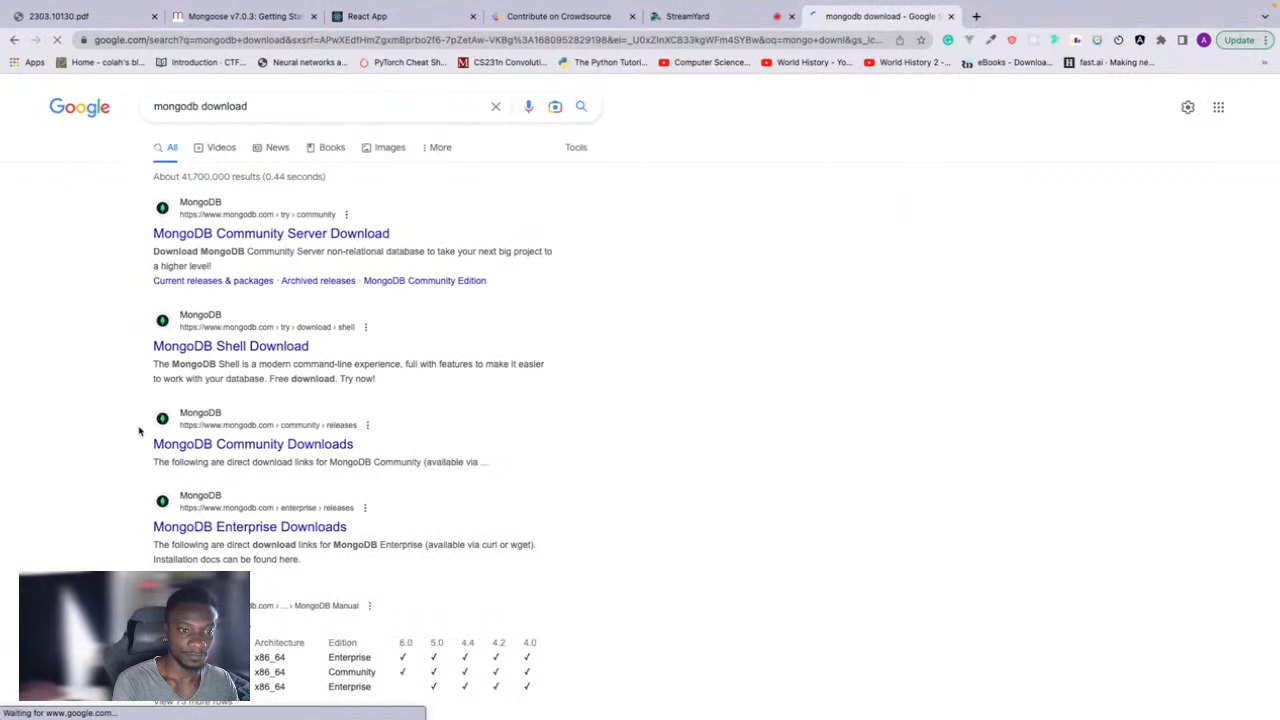 2303.10130.pdf
Mongoose v7.0.3: Getting Sta
React App
Contribute on Crowdsource
StreamYard
mongodb download - Google S
google.com/search?q=mongodb+download&sxsrf=APwXEdfHmZgxmBprbo2f6-7pZetAw-VKBg%3A1680952829198&ei=_U0xZInXC833kgWFm4SYBw&oq=mongo+downl&gs_lc...
Update
Apps
Home - colah's bl...
Introduction · CTF...
Neural networks a...
PyTorch Cheat Sh...
CS231n Convoluti...
The Python Tutori...
Computer Science...
World History - Yo...
World History 2 -...
eBooks - Downloa...
fast.ai · Making ne...
Google
mongodb download
All
Videos
News
Books
Images
More
Tools
About 41,700,000 results (0.44 seconds)
MongoDB
https://www.mongodb.com › try › community
MongoDB Community Server Download
Download MongoDB Community Server non-relational database to take your next big project to
a higher level!
Current releases & packages · Archived releases · MongoDB Community Edition
MongoDB
https://www.mongodb.com › try › download › shell
MongoDB Shell Download
The MongoDB Shell is a modern command-line experience, full with features to make it easier
to work with your database. Free download. Try now!
MongoDB
https://www.mongodb.com › community › releases
MongoDB Community Downloads
The following are direct download links for MongoDB Community (available via ...
MongoDB
https://www.mongodb.com › enterprise › releases
MongoDB Enterprise Downloads
The following are direct download links for MongoDB Enterprise (available via curl or wget).
Installation docs can be found here.
db.com › ... › MongoDB Manual
Architecture Edition 6.0 5.0 4.4 4.2 4.0
x86_64 Enterprise ✓ ✓ ✓ ✓ ✓
x86_64 Community ✓ ✓ ✓ ✓ ✓
x86_64 Enterprise ✓ ✓ ✓ ✓
Waiting for www.google.com...